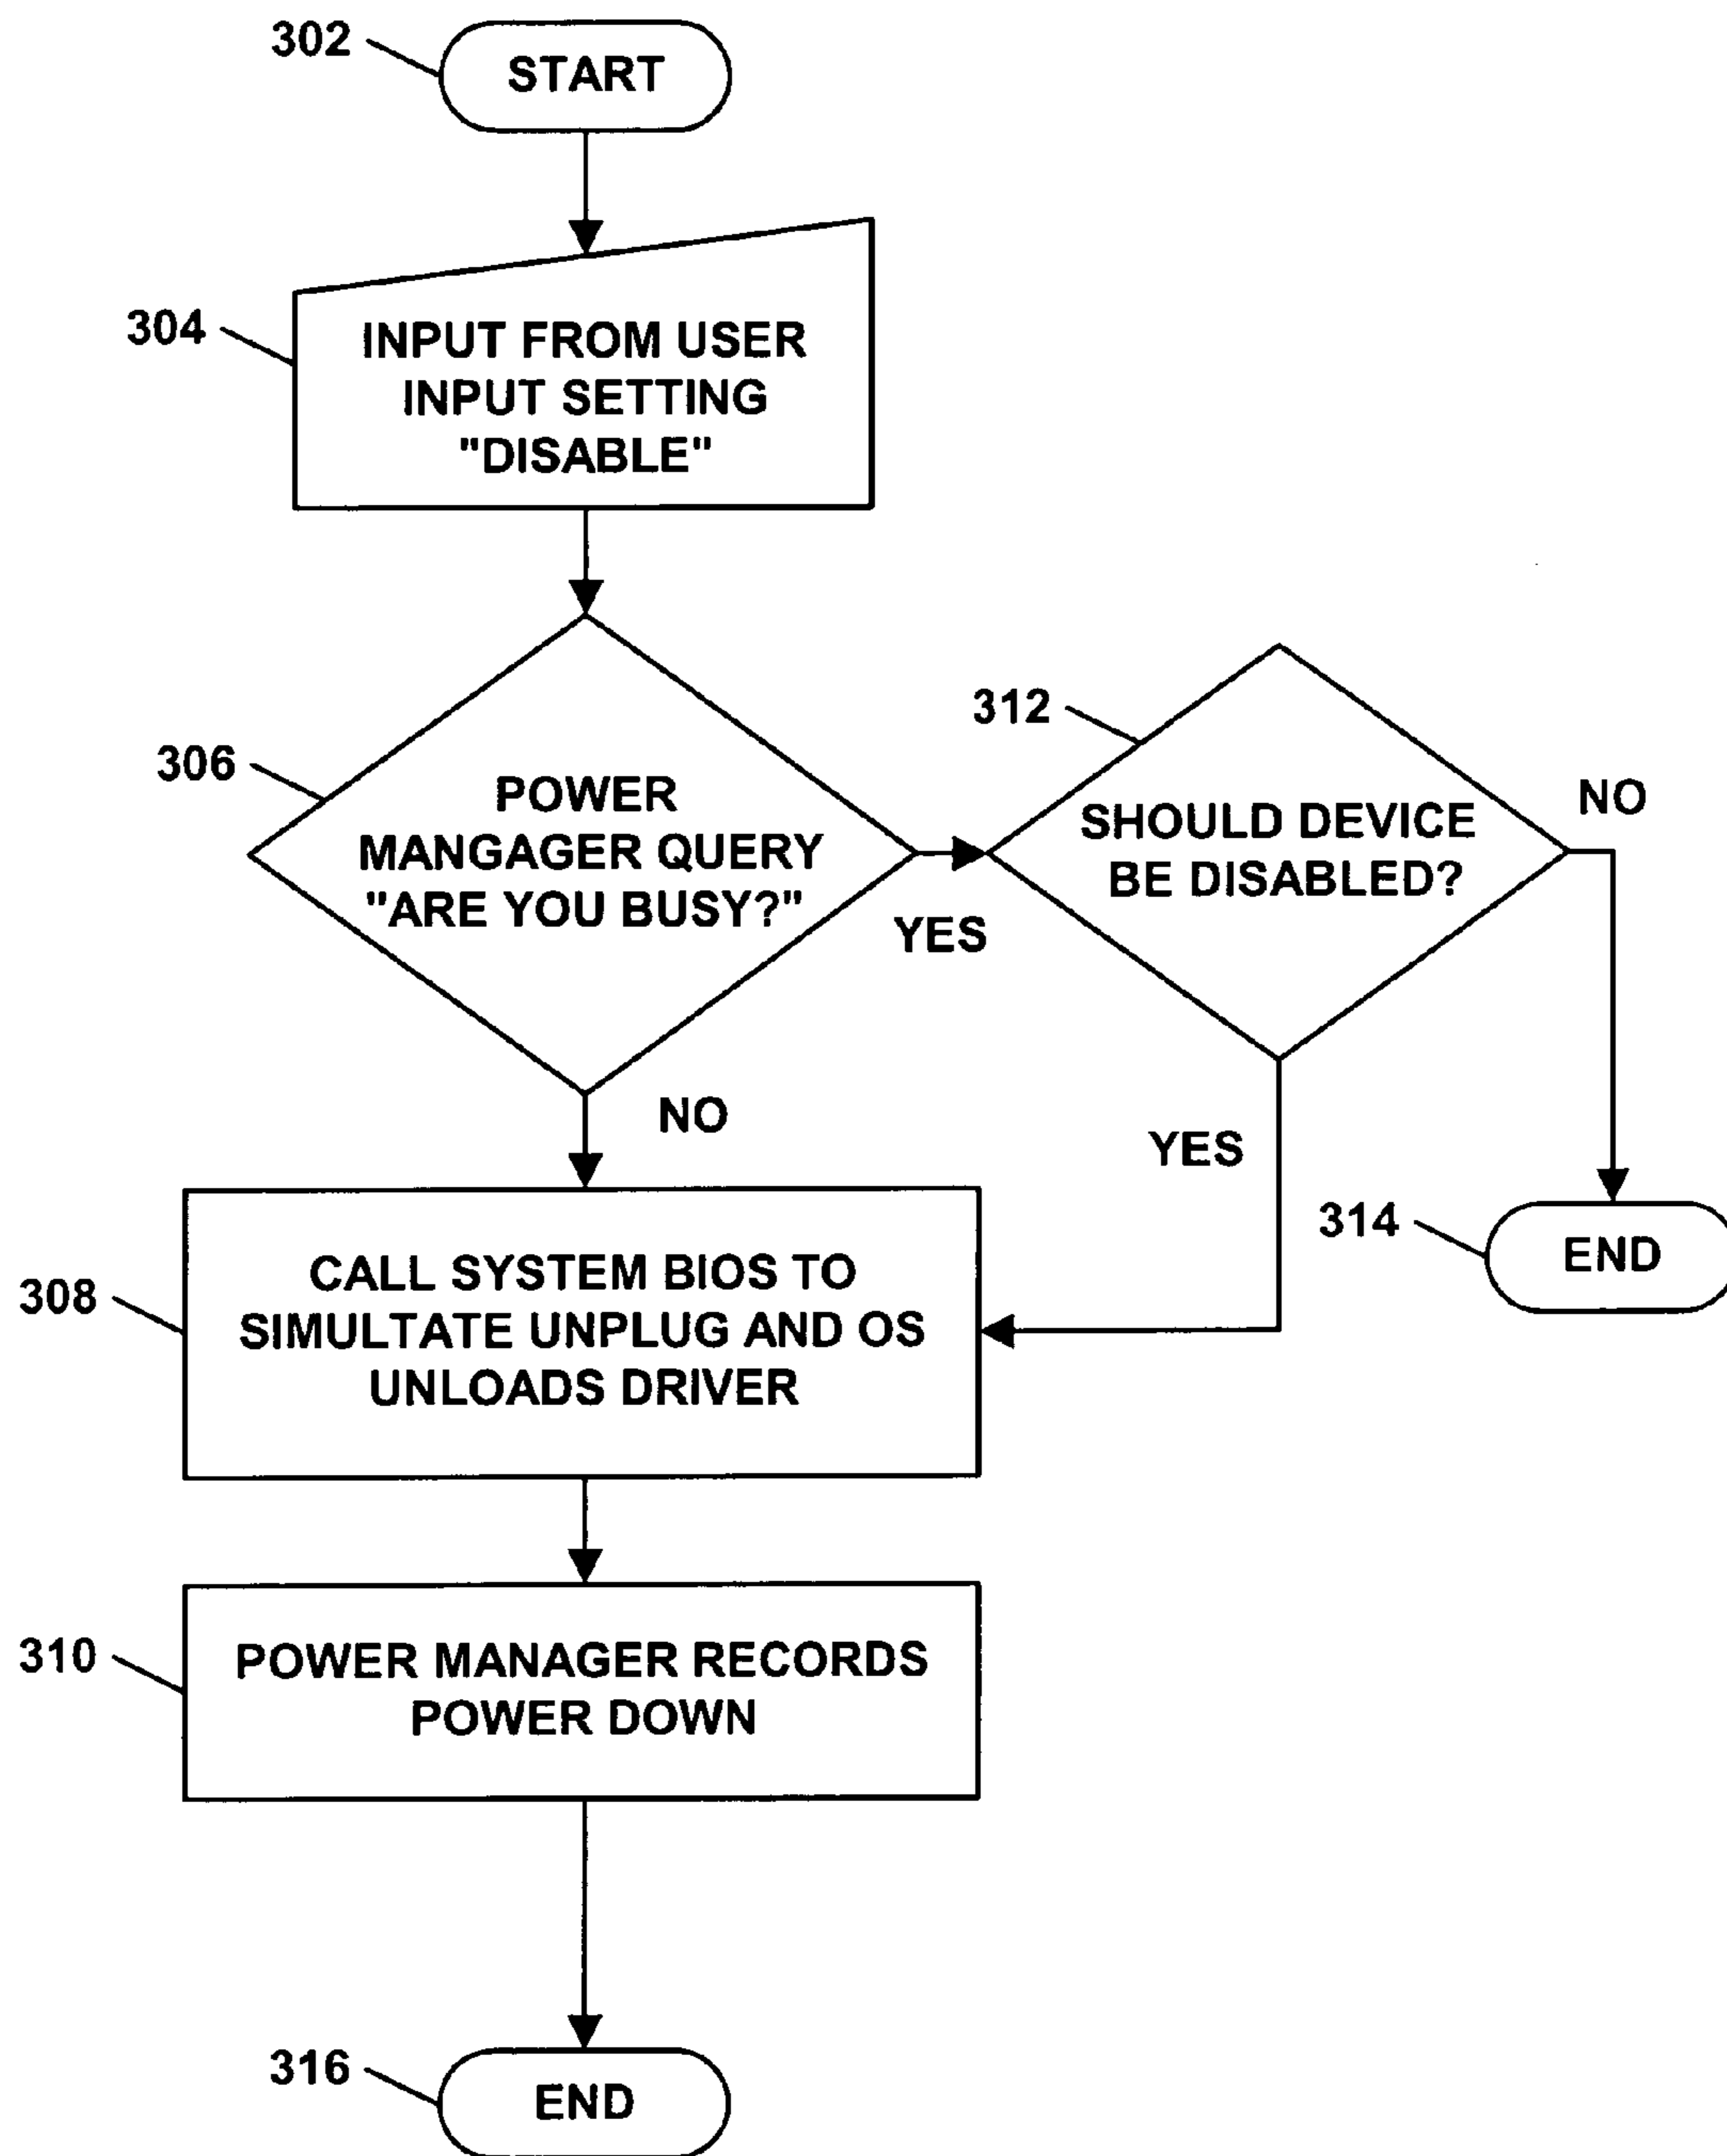 302
START
304
INPUT FROM USER
INPUT SETTING
"DISABLE"
306
POWER
MANGAGER QUERY
"ARE YOU BUSY?"
YES
NO
312
SHOULD DEVICE
BE DISABLED?
NO
YES
314
END
308
CALL SYSTEM BIOS TO
SIMULTATE UNPLUG AND OS
UNLOADS DRIVER
310
POWER MANAGER RECORDS
POWER DOWN
316
END